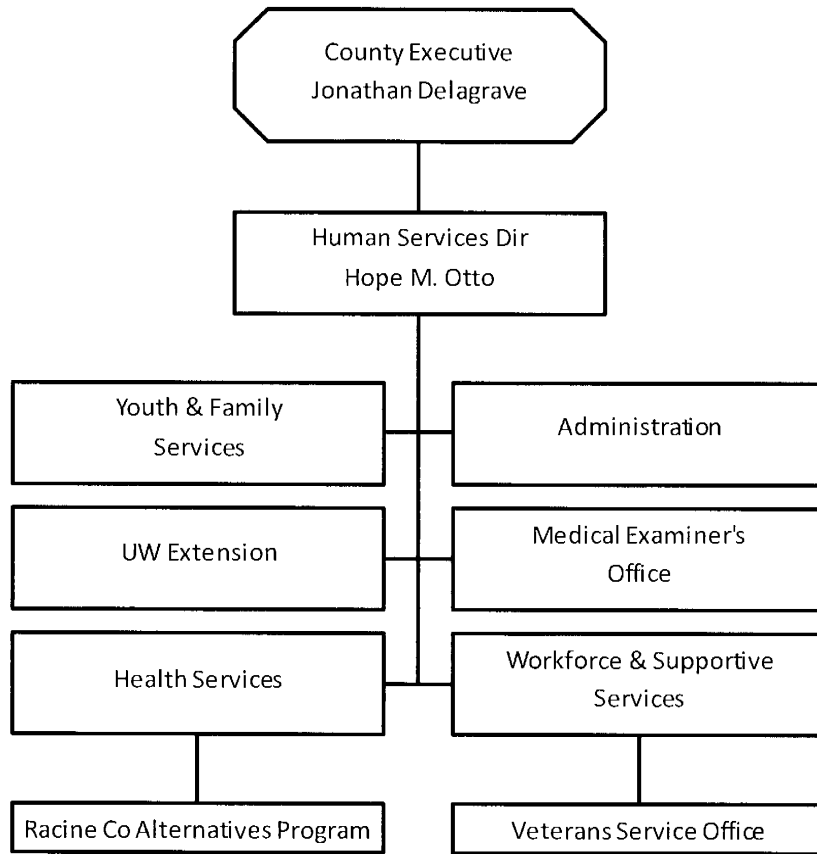 County Executive
Jonathan Delagrave
Human Services Dir
Hope M. Otto
Youth & Family
Services
Administration
UW Extension
Medical Examiner's
Office
Health Services
Workforce & Supportive
Services
Racine Co Alternatives Program
Veterans Service Office